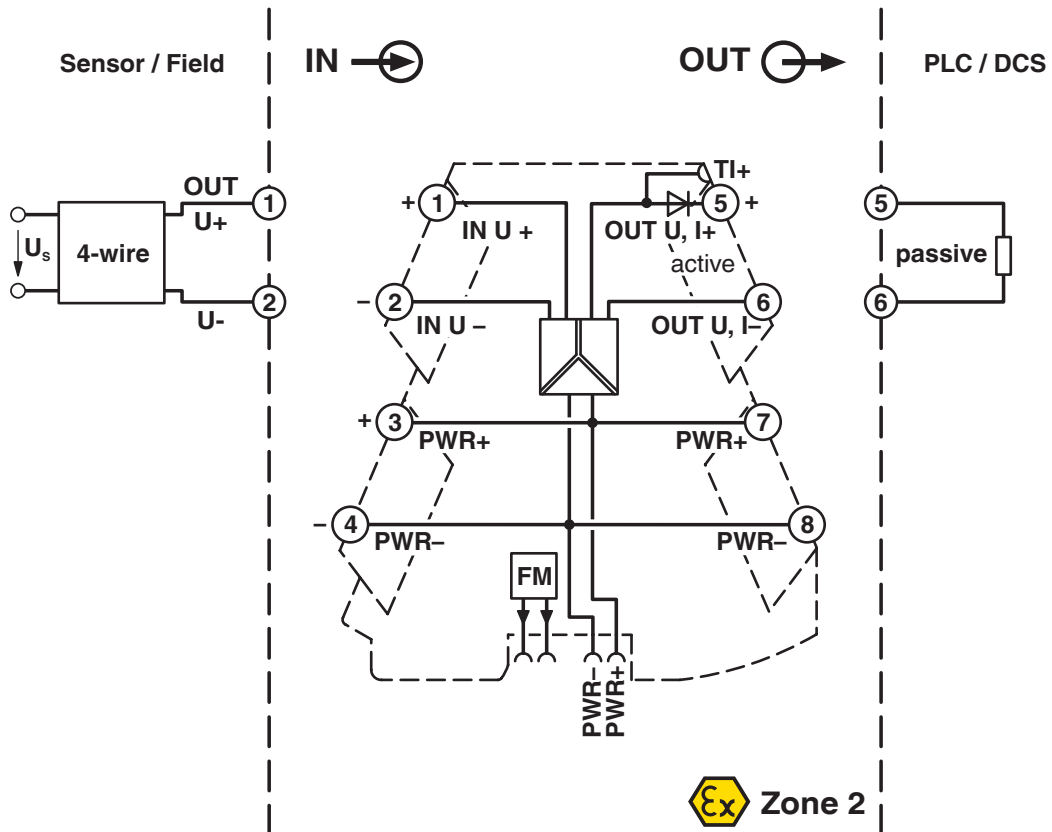 Sensor / Field
IN
OUT
PLC / DCS
OUT
U+
1
Us
4-wire
2
U-
TI+
+ 1
5 +
IN U +
OUT U, I+
active
− 2
6
IN U −
OUT U, I−
+ 3
7
PWR+
PWR+
− 4
8
PWR−
PWR−
FM
PWR−
PWR+
5
passive
6
Ex Zone 2